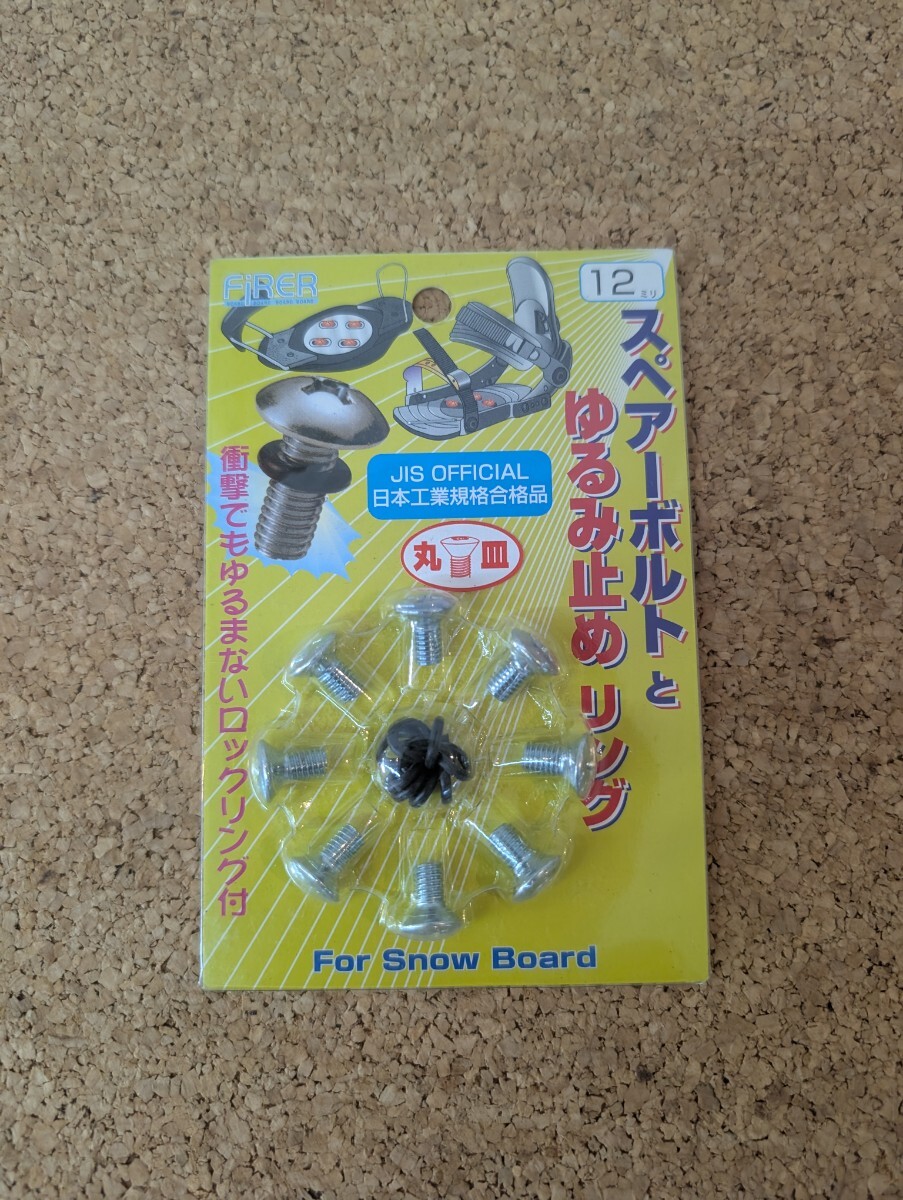 FiRER
12ミリ
スペアーボルトと
ゆるみ止めリング
JIS OFFICIAL
日本工業規格合格品
丸皿
衝撃でもゆるまないロックリング付
For Snow Board